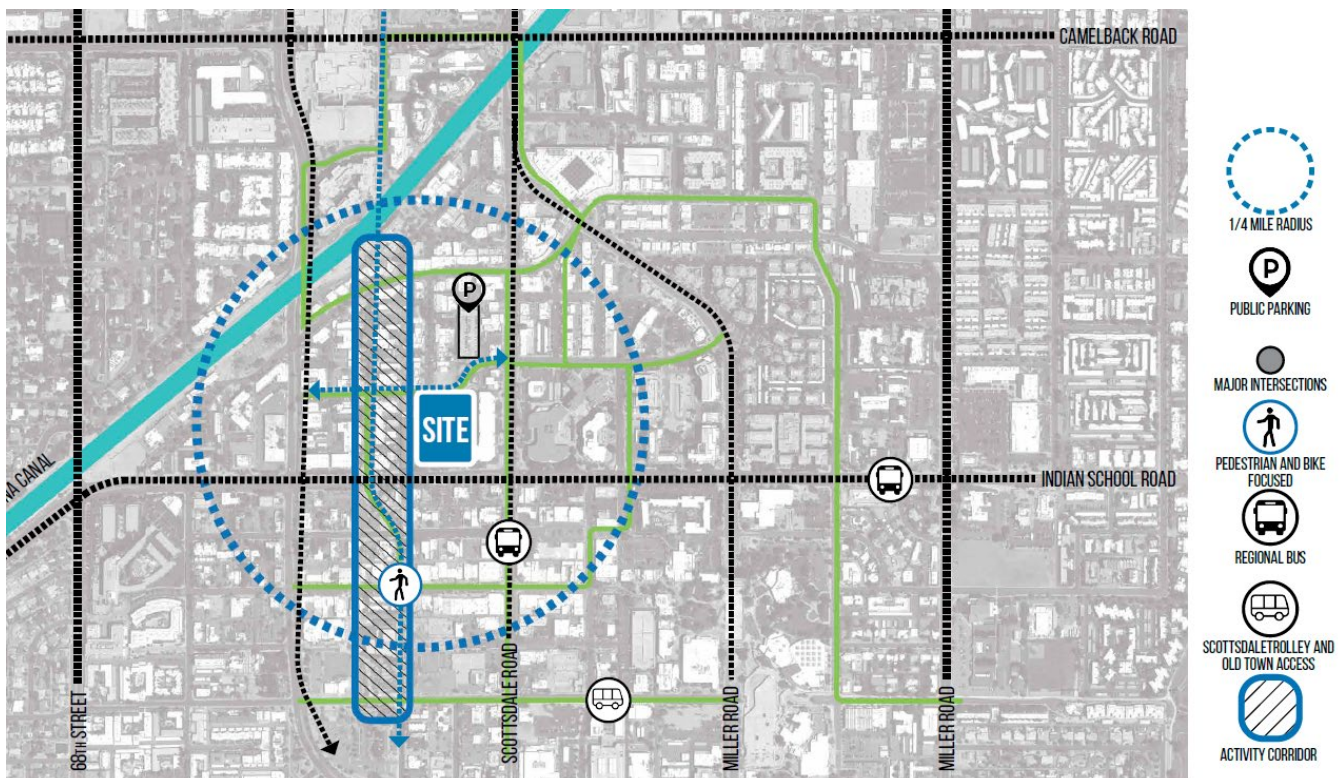 CAMELBACK ROAD
P
SITE
NA CANAL
INDIAN SCHOOL ROAD
68TH STREET
SCOTTSDALE ROAD
MILLER ROAD
MILLER ROAD
1/4 MILE RADIUS
P
PUBLIC PARKING
MAJOR INTERSECTIONS
PEDESTRIAN AND BIKE
FOCUSED
REGIONAL BUS
SCOTTSDALETROLLEY AND
OLD TOWN ACCESS
ACTIVITY CORRIDOR